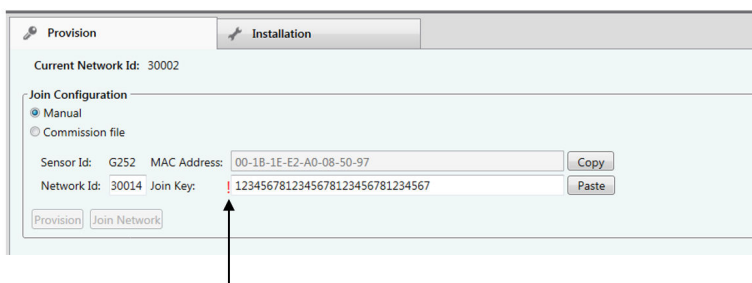 Provision Installation
Current Network Id: 30002
Join Configuration
Manual
Commission file
Sensor Id: G252 MAC Address: 00-1B-1E-E2-A0-08-50-97 Copy
Network Id: 30014 Join Key: ! 1234567812345678123456781234567 Paste
Provision Join Network